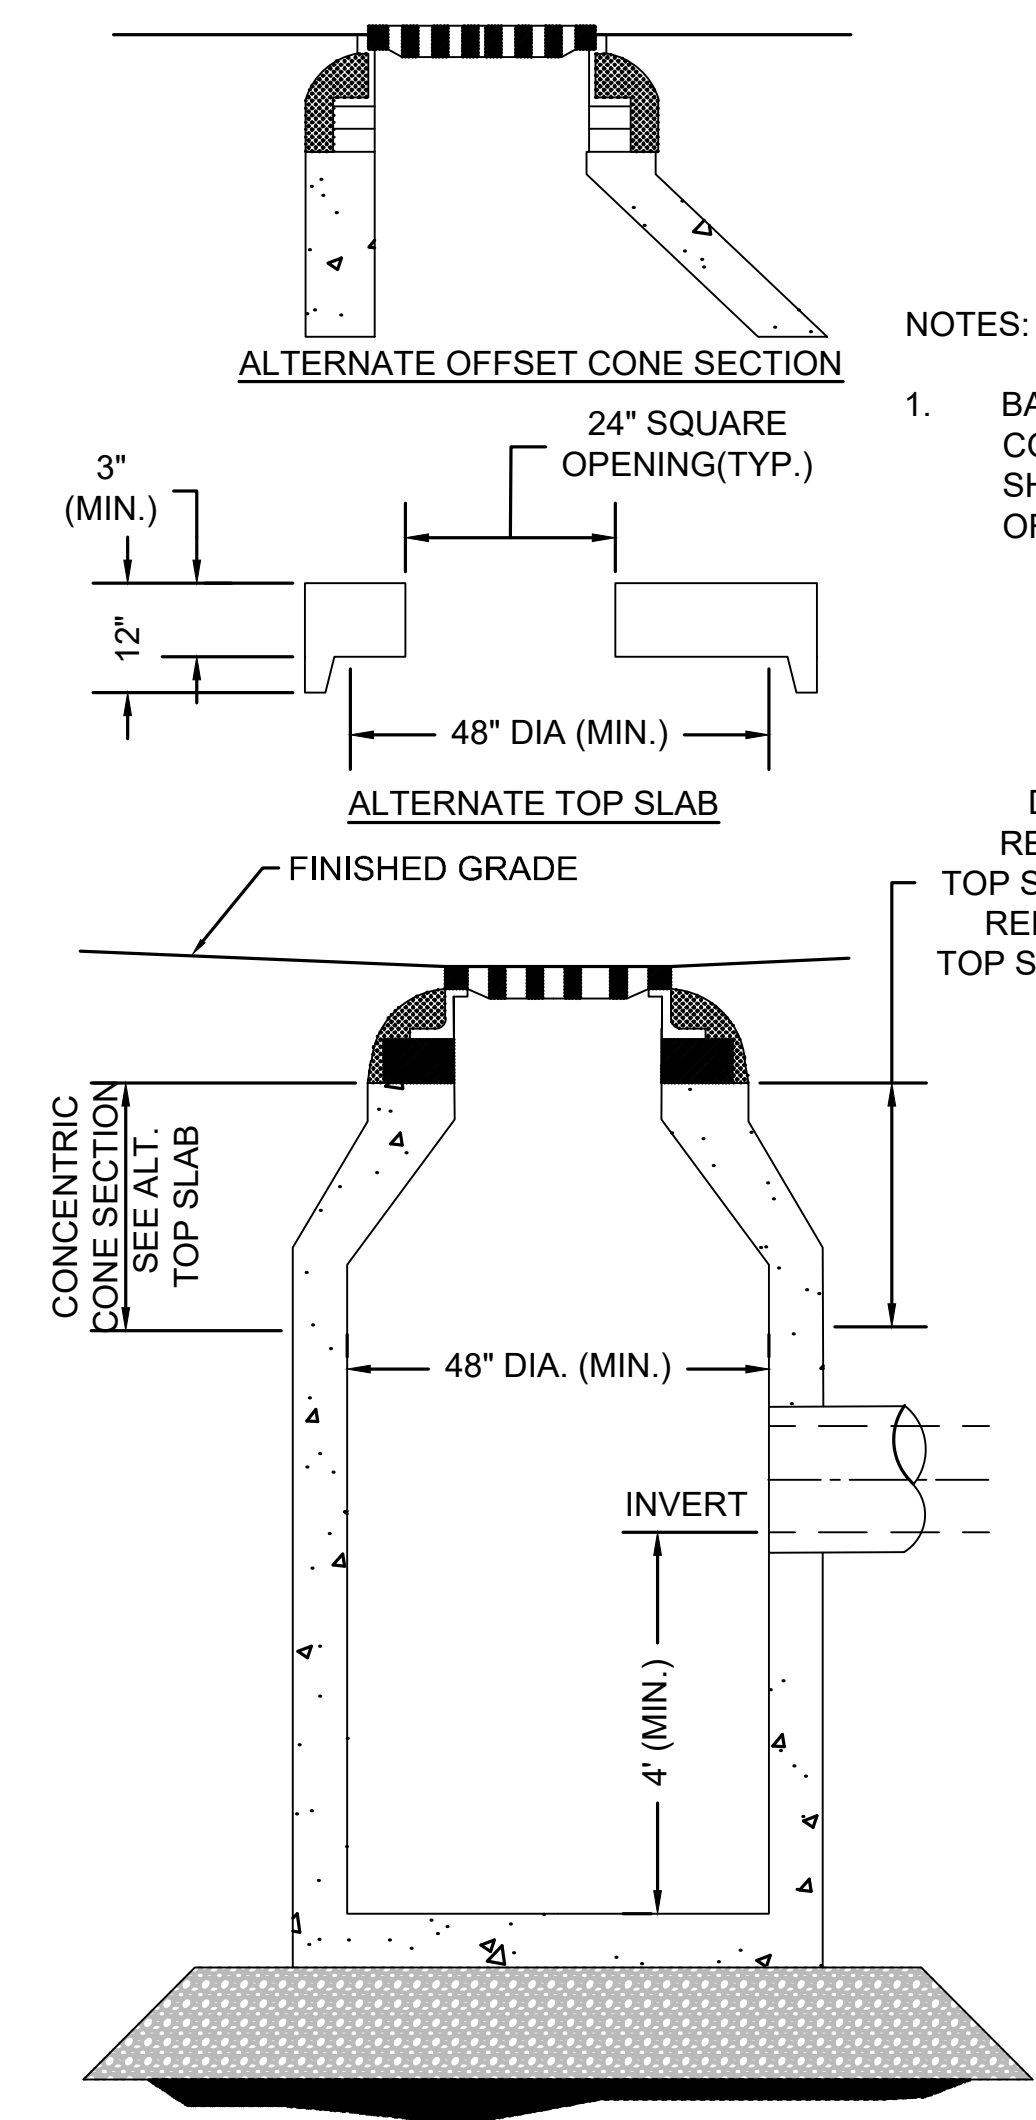 ALTERNATE OFFSET CONE SECTION
NOTES:
1.
24" SQUARE
OPENING(TYP.)
3"
(MIN.)
12"
48" DIA (MIN.)
ALTERNATE TOP SLAB
FINISHED GRADE
TOP
TOP
CONCENTRIC
CONE SECTION
SEE ALT.
TOP SLAB
48" DIA. (MIN.)
INVERT
4' (MIN.)